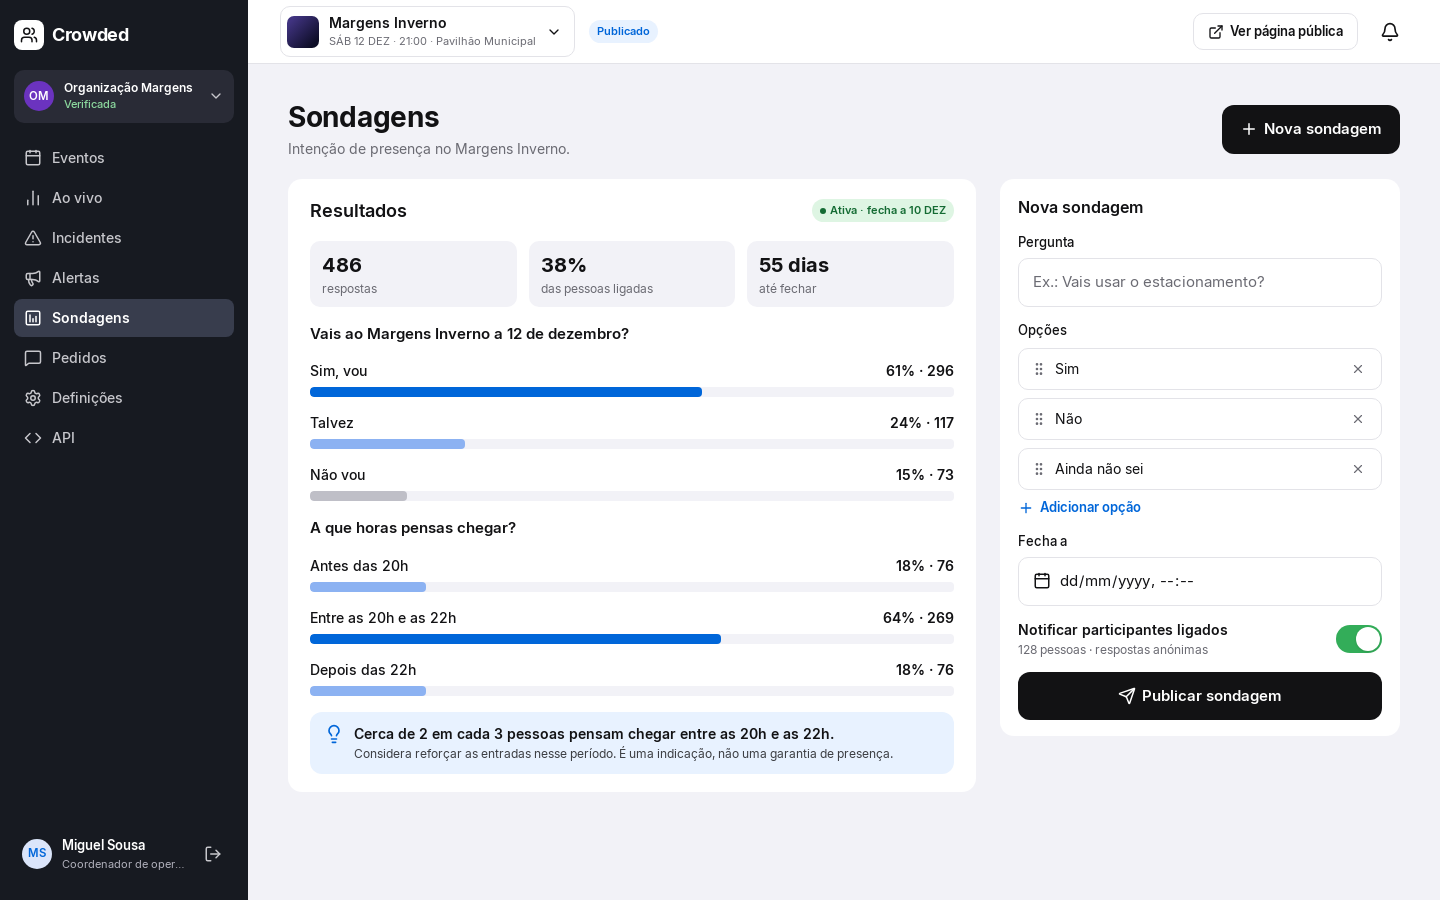 Crowded
OM
Organização Margens
Verificada
Eventos
Ao vivo
Incidentes
Alertas
Sondagens
Pedidos
Definições
API
MS
Miguel Sousa
Coordenador de oper...
Margens Inverno
SÁB 12 DEZ · 21:00 · Pavilhão Municipal
Publicado
Ver página pública
Sondagens
Intenção de presença no Margens Inverno.
Nova sondagem
Resultados
Ativa · fecha a 10 DEZ
486
respostas
38%
das pessoas ligadas
55 dias
até fechar
Vais ao Margens Inverno a 12 de dezembro?
Sim, vou 61% · 296
Talvez 24% · 117
Não vou 15% · 73
A que horas pensas chegar?
Antes das 20h 18% · 76
Entre as 20h e as 22h 64% · 269
Depois das 22h 18% · 76
Cerca de 2 em cada 3 pessoas pensam chegar entre as 20h e as 22h.
Considera reforçar as entradas nesse período. É uma indicação, não uma garantia de presença.
Nova sondagem
Pergunta
Ex.: Vais usar o estacionamento?
Opções
Sim
Não
Ainda não sei
Adicionar opção
Fecha a
dd/mm/yyyy, --:--
Notificar participantes ligados
128 pessoas · respostas anónimas
Publicar sondagem